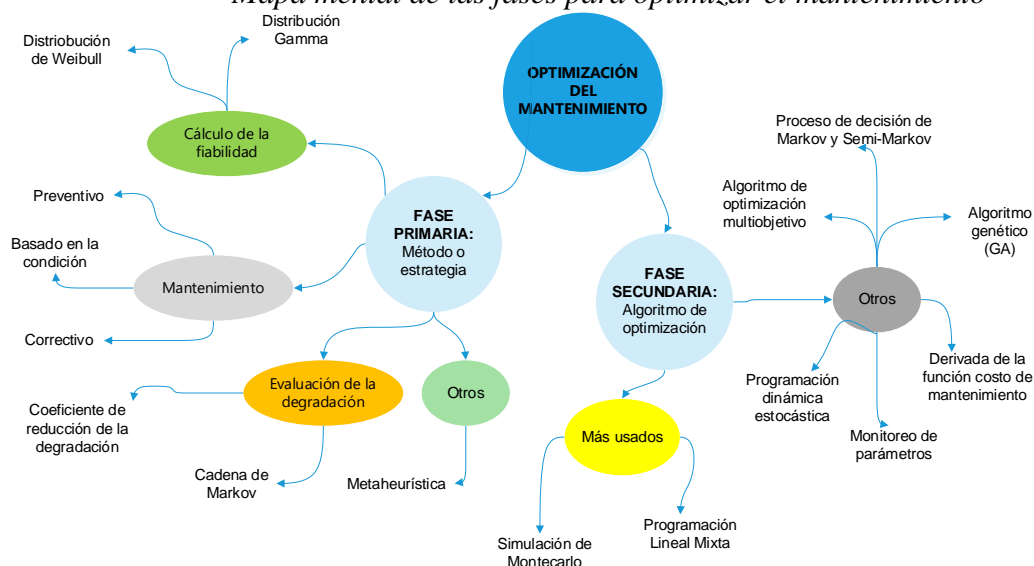 Mapa mental de las fases para optimizar el mantenimiento
Distriobución
de Weibull
Distribución
Gamma
OPTIMIZACIÓN
DEL
MANTENIMIENTO
Cálculo de la
fiabilidad
Preventivo
Basado en la
condición
Mantenimiento
Correctivo
FASE
PRIMARIA:
Método o
estrategia
Evaluación de la
degradación
Coeficiente de
reducción de la
degradación
Cadena de
Markov
Otros
Metaheurística
FASE
SECUNDARIA:
Algoritmo de
optimización
Más usados
Simulación de
Montecarlo
Programación
Lineal Mixta
Proceso de decisión de
Markov y Semi-Markov
Algoritmo de
optimización
multiobjetivo
Algoritmo
genético
(GA)
Otros
Programación
dinámica
estocástica
Monitoreo de
parámetros
Derivada de la
función costo de
mantenimiento